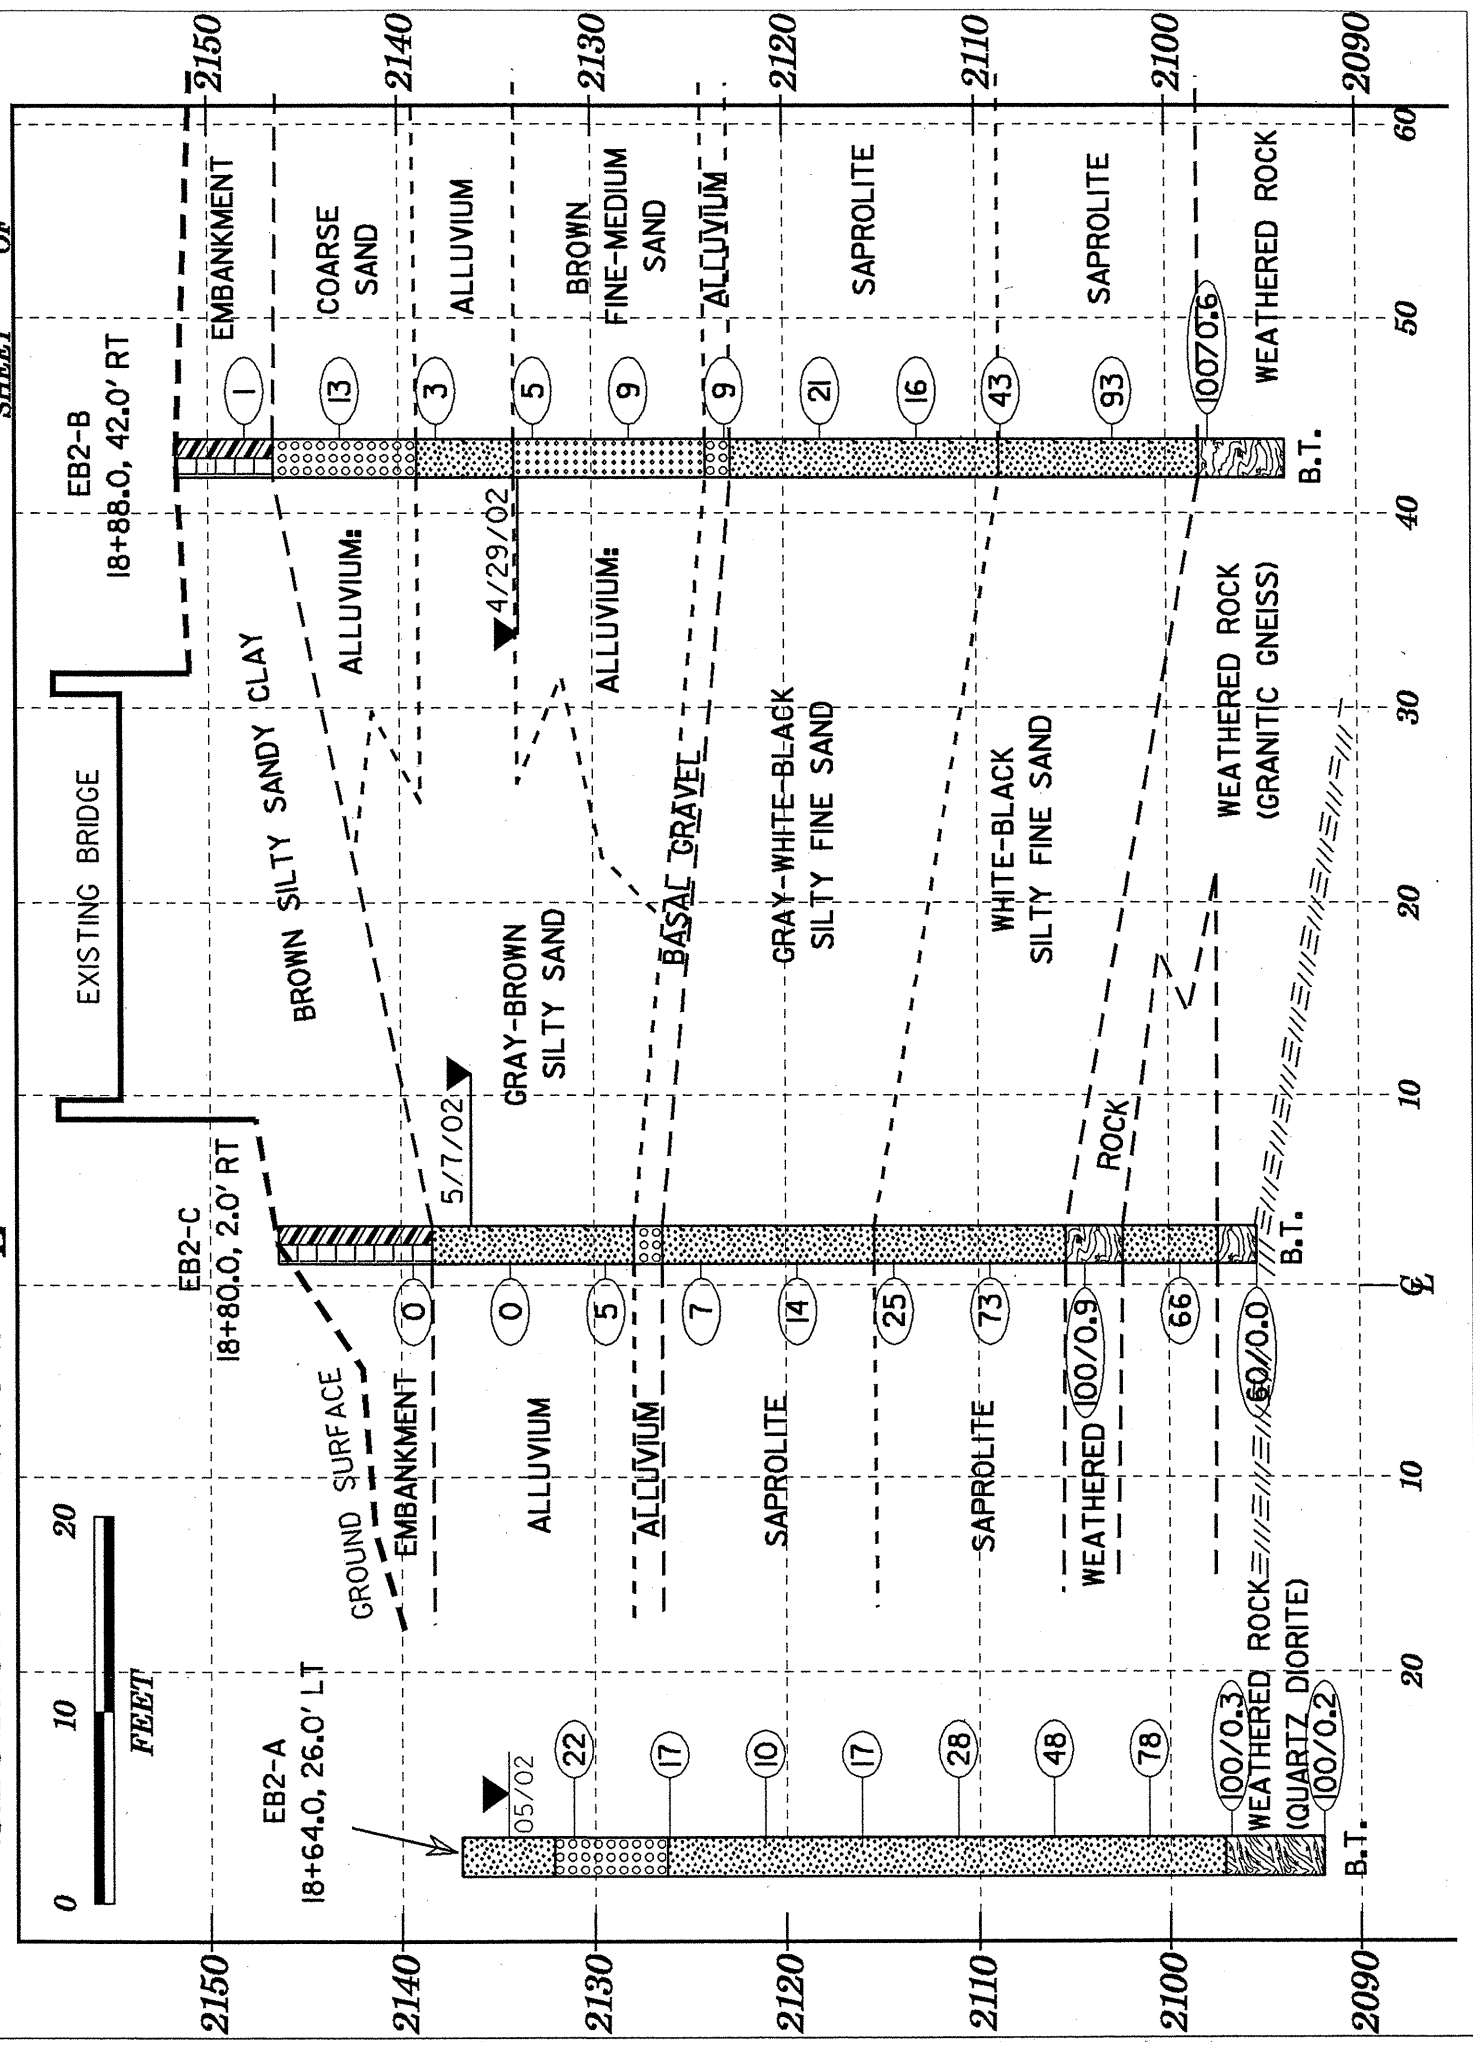 SHEET OF
0 10 20
FEET
EXISTING BRIDGE
EB2-A
18+64.0, 26.0' LT
EB2-C
18+80.0, 2.0' RT
EB2-B
18+88.0, 42.0' RT
2150
2140
2130
2120
2110
2100
2090
2150
2140
2130
2120
2110
2100
2090
GROUND SURFACE
EMBANKMENT
BROWN SILTY SANDY CLAY
EMBANKMENT
ALLUVIUM
GRAY-BROWN
SILTY SAND
ALLUVIUM:
COARSE
SAND
ALLUVIUM
ALLUVIUM:
BROWN
FINE-MEDIUM
SAND
ALLUVIUM
BASAL GRAVEL
ALLUVIUM
SAPROLITE
GRAY-WHITE-BLACK
SILTY FINE SAND
SAPROLITE
SAPROLITE
WHITE-BLACK
SILTY FINE SAND
SAPROLITE
WEATHERED
ROCK
WEATHERED ROCK
(GRANITIC GNEISS)
WEATHERED ROCK
WEATHERED ROCK
(QUARTZ DIORITE)
05/02
22
17
10
17
28
48
78
100/0.3
100/0.2
B.T.
5/7/02
0
0
5
7
14
25
73
100/0.9
66
60/0.0
B.T.
4/29/02
1
13
3
5
9
9
21
16
43
93
100/0.6
B.T.
20 10 ℄ 10 20 30 40 50 60